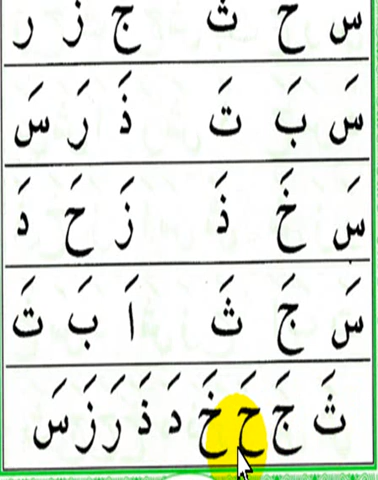 س ح ث ج ز ر
سَ بَ تَ ذَ رَ سَ
سَ خَ ذَ زَ حَ دَ
سَ جَ ثَ اَ بَ تَ
ثَ جَ حَ خَ دَ ذَ رَ زَ سَ